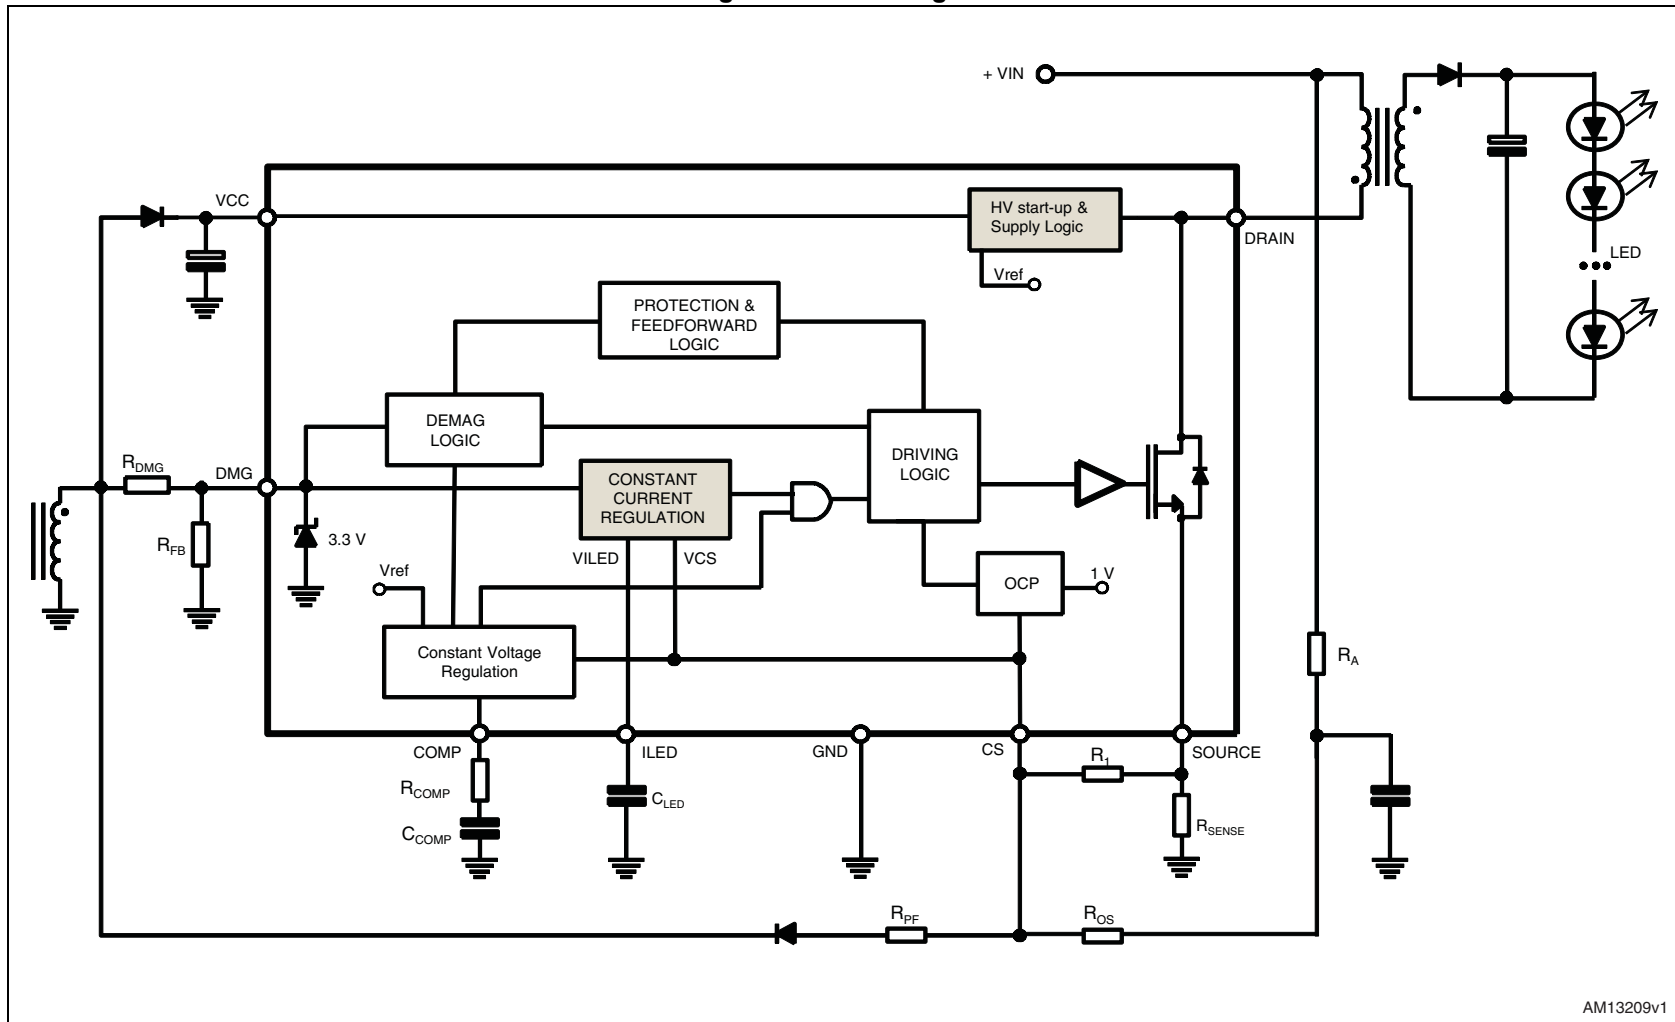 + VIN
VCC
HV start-up &
Supply Logic
DRAIN
Vref
LED
PROTECTION &
FEEDFORWARD
LOGIC
DEMAG
LOGIC
DRIVING
LOGIC
RDMG
DMG
CONSTANT
CURRENT
REGULATION
RFB
3.3 V
VILED
VCS
Vref
OCP
1 V
Constant Voltage
Regulation
RA
COMP
ILED
GND
CS
SOURCE
R1
RCOMP
CLED
RSENSE
CCOMP
RPF
ROS
AM13209v1